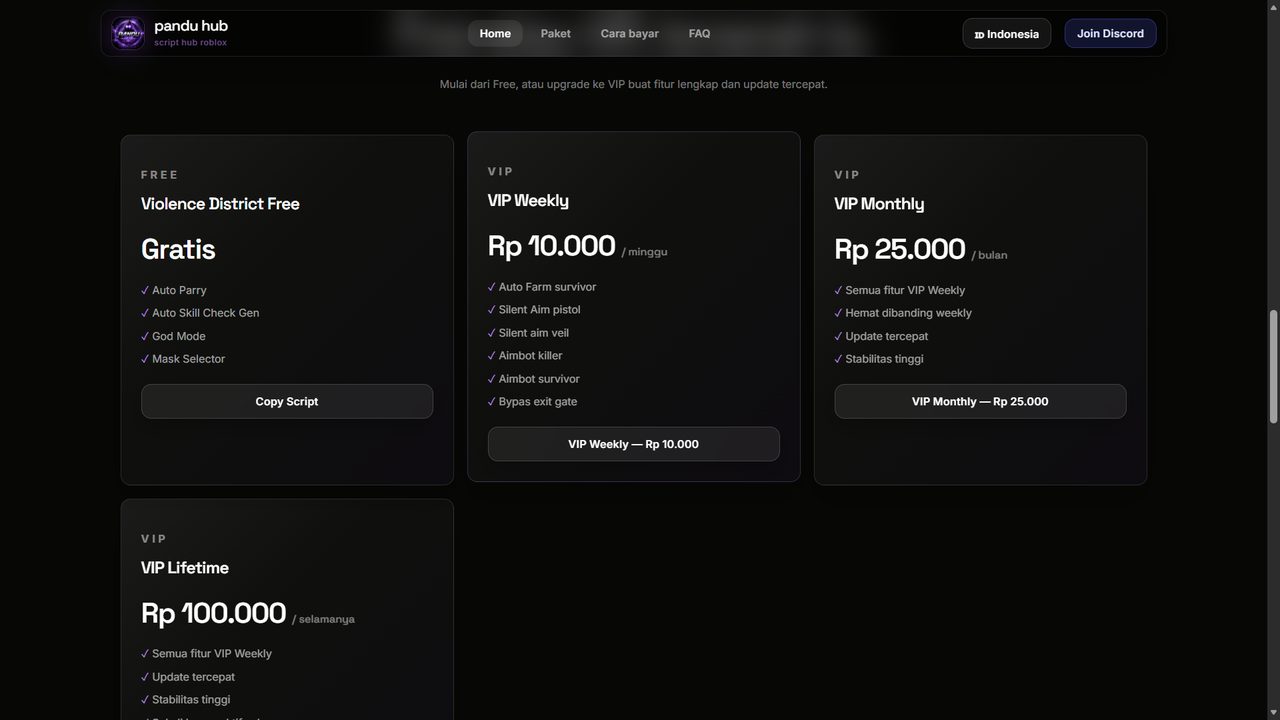 pandu hub
script hub roblox
Home
Paket
Cara bayar
FAQ
ID Indonesia
Join Discord
Mulai dari Free, atau upgrade ke VIP buat fitur lengkap dan update tercepat.
FREE
Violence District Free
Gratis
✓ Auto Parry
✓ Auto Skill Check Gen
✓ God Mode
✓ Mask Selector
Copy Script
VIP
VIP Weekly
Rp 10.000 / minggu
✓ Auto Farm survivor
✓ Silent Aim pistol
✓ Silent aim veil
✓ Aimbot killer
✓ Aimbot survivor
✓ Bypas exit gate
VIP Weekly — Rp 10.000
VIP
VIP Monthly
Rp 25.000 / bulan
✓ Semua fitur VIP Weekly
✓ Hemat dibanding weekly
✓ Update tercepat
✓ Stabilitas tinggi
VIP Monthly — Rp 25.000
VIP
VIP Lifetime
Rp 100.000 / selamanya
✓ Semua fitur VIP Weekly
✓ Update tercepat
✓ Stabilitas tinggi